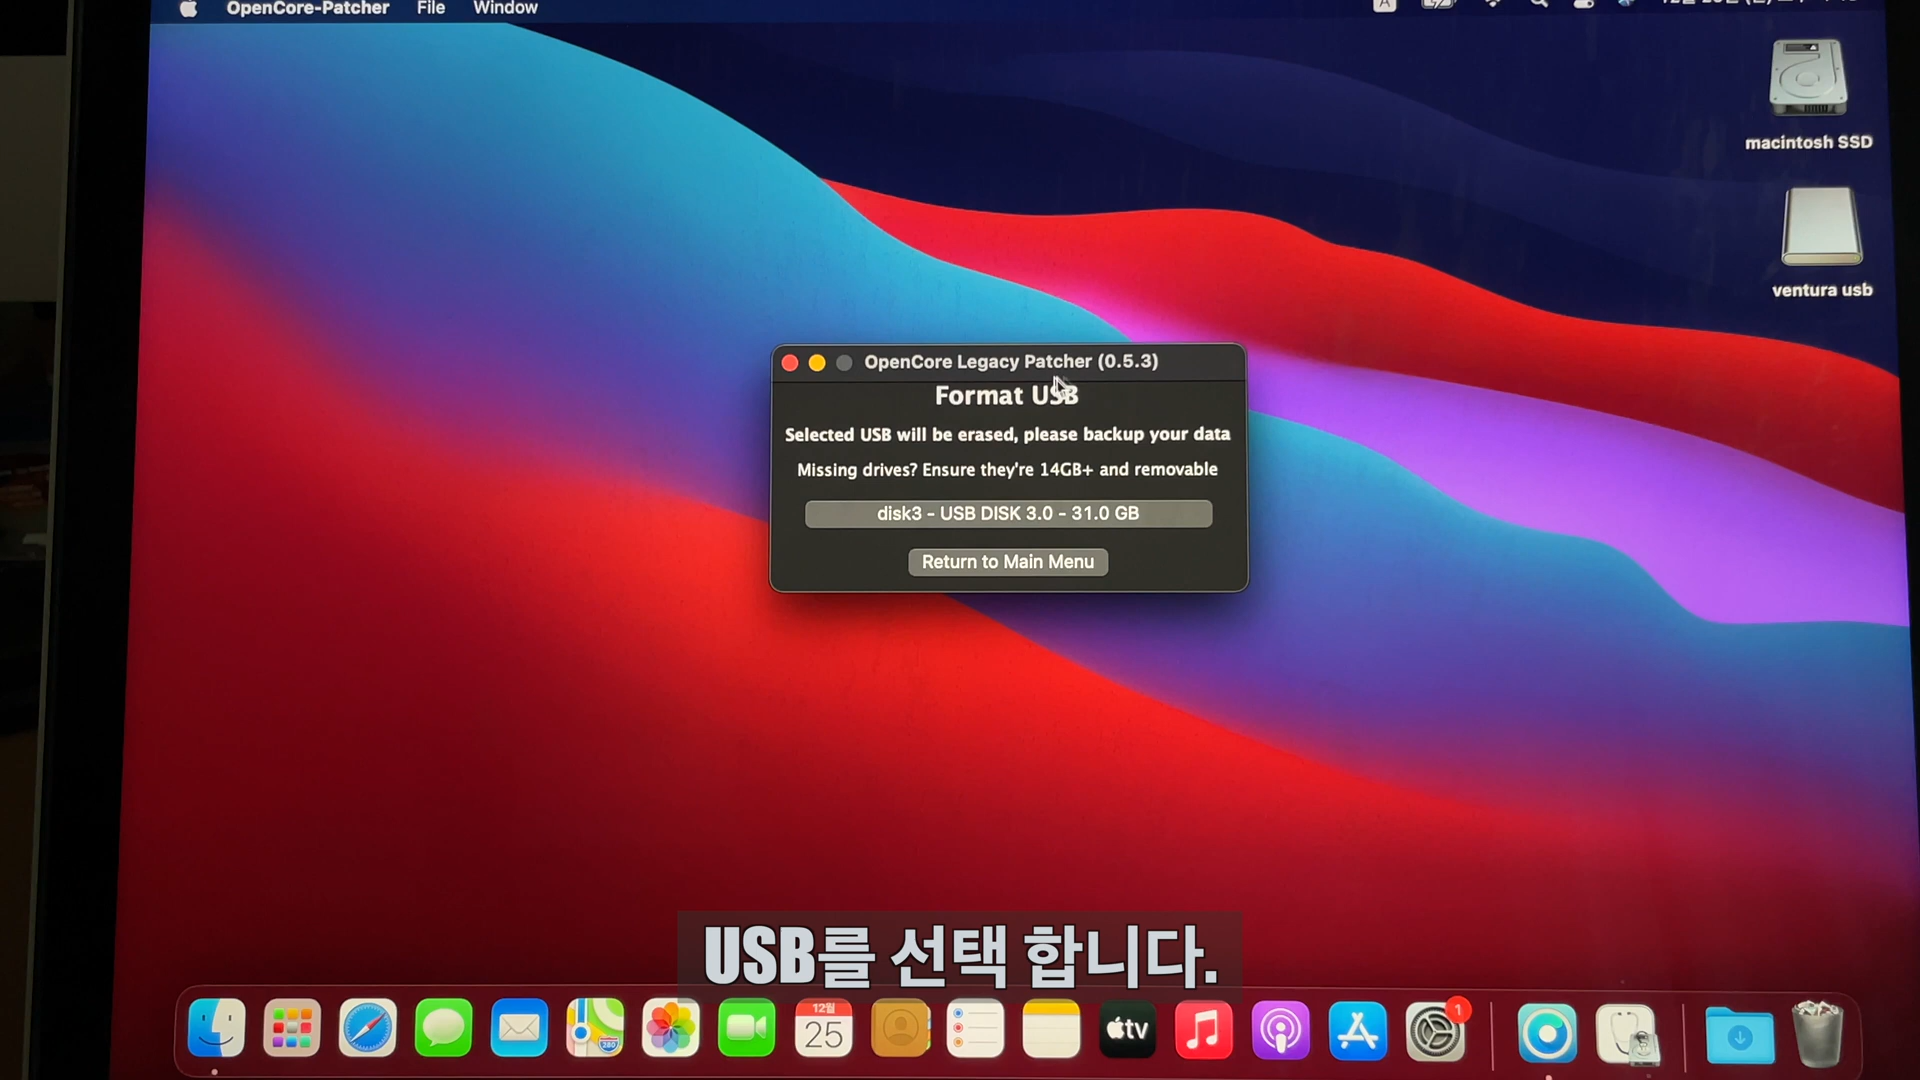 OpenCore-Patcher File Window
A
macintosh SSD
ventura usb
OpenCore Legacy Patcher (0.5.3)
Format USB
Selected USB will be erased, please backup your data
Missing drives? Ensure they're 14GB+ and removable
disk3 - USB DISK 3.0 - 31.0 GB
Return to Main Menu
USB를 선택 합니다.
12월
25
280
tv
1